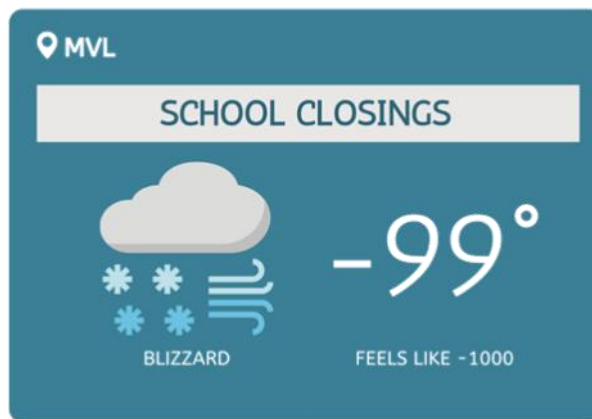 MVL
SCHOOL CLOSINGS
-99°
BLIZZARD
FEELS LIKE -1000